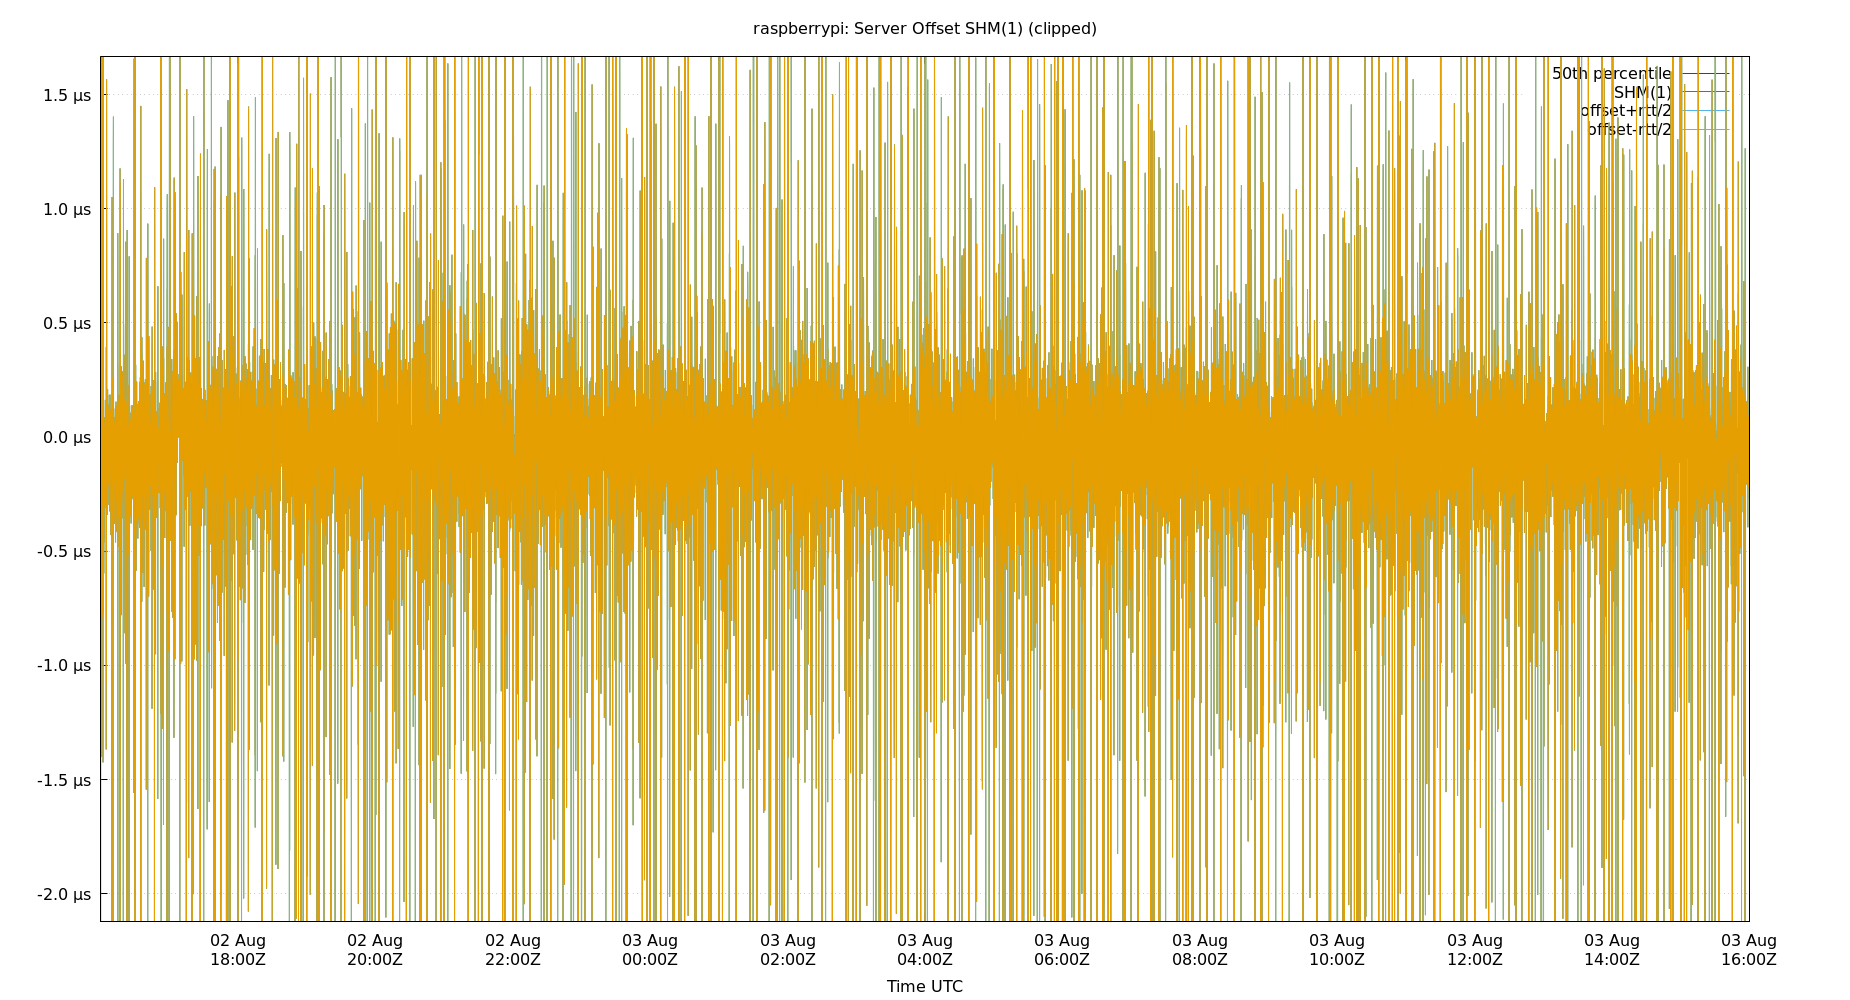 raspberrypi: Server Offset SHM(1) (clipped)
50th percentile
SHM(1)
offset+rtt/2
offset-rtt/2
1.5 µs
1.0 µs
0.5 µs
0.0 µs
-0.5 µs
-1.0 µs
-1.5 µs
-2.0 µs
02 Aug 02 Aug 02 Aug 03 Aug 03 Aug 03 Aug 03 Aug 03 Aug 03 Aug 03 Aug 03 Aug 03 Aug
18:00Z 20:00Z 22:00Z 00:00Z 02:00Z 04:00Z 06:00Z 08:00Z 10:00Z 12:00Z 14:00Z 16:00Z
Time UTC